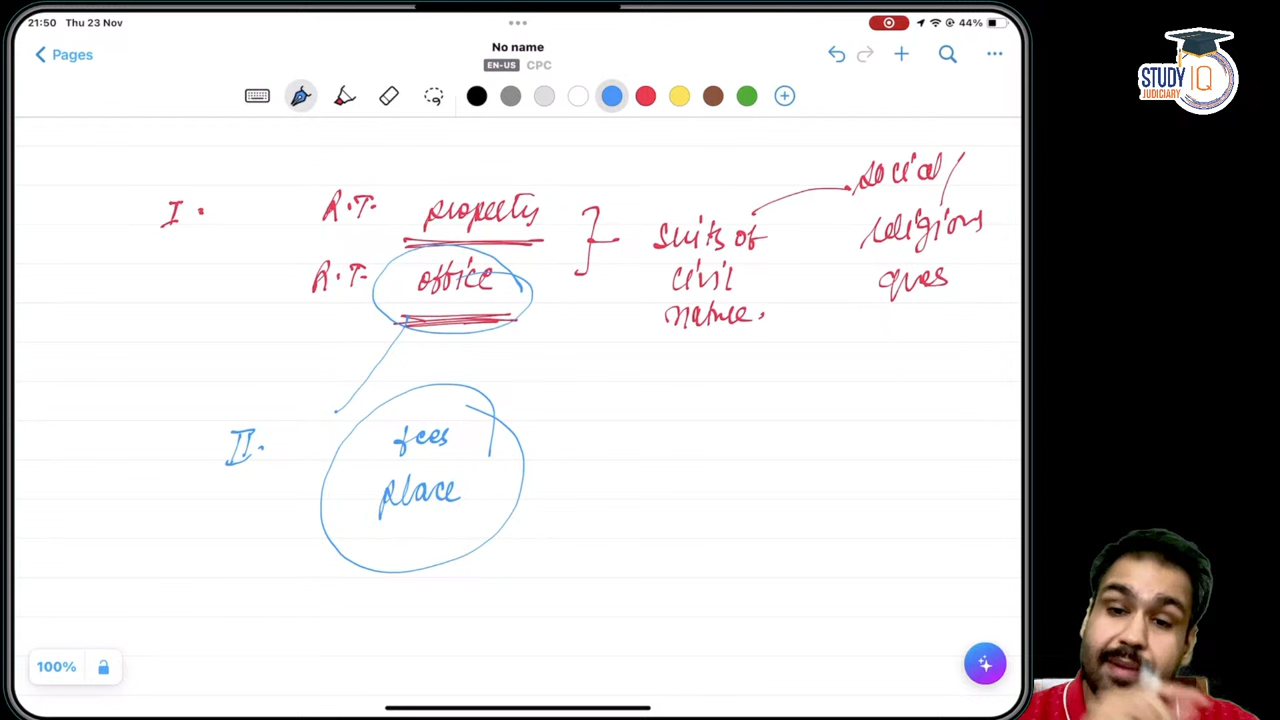 21:50 Thu 23 Nov
44%
Pages
No name
EN-US CPC
STUDY IQ
JUDICIARY
I. R.T. property
R.T. office
suits of
civil
nature.
social/
religious
ques
II. fees
place
100%